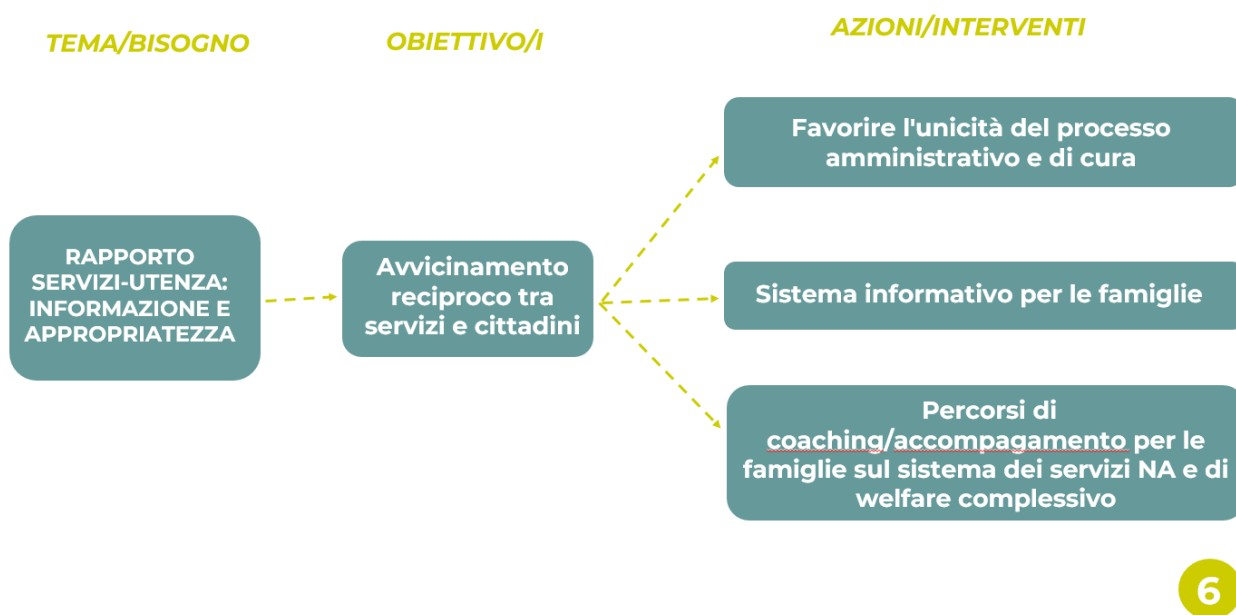 TEMA/BISOGNO
OBIETTIVO/I
AZIONI/INTERVENTI
RAPPORTO
SERVIZI-UTENZA:
INFORMAZIONE E
APPROPRIATEZZA
Avvicinamento
reciproco tra
servizi e cittadini
Favorire l'unicità del processo
amministrativo e di cura
Sistema informativo per le famiglie
Percorsi di
coaching/accompagamento per le
famiglie sul sistema dei servizi NA e di
welfare complessivo
6